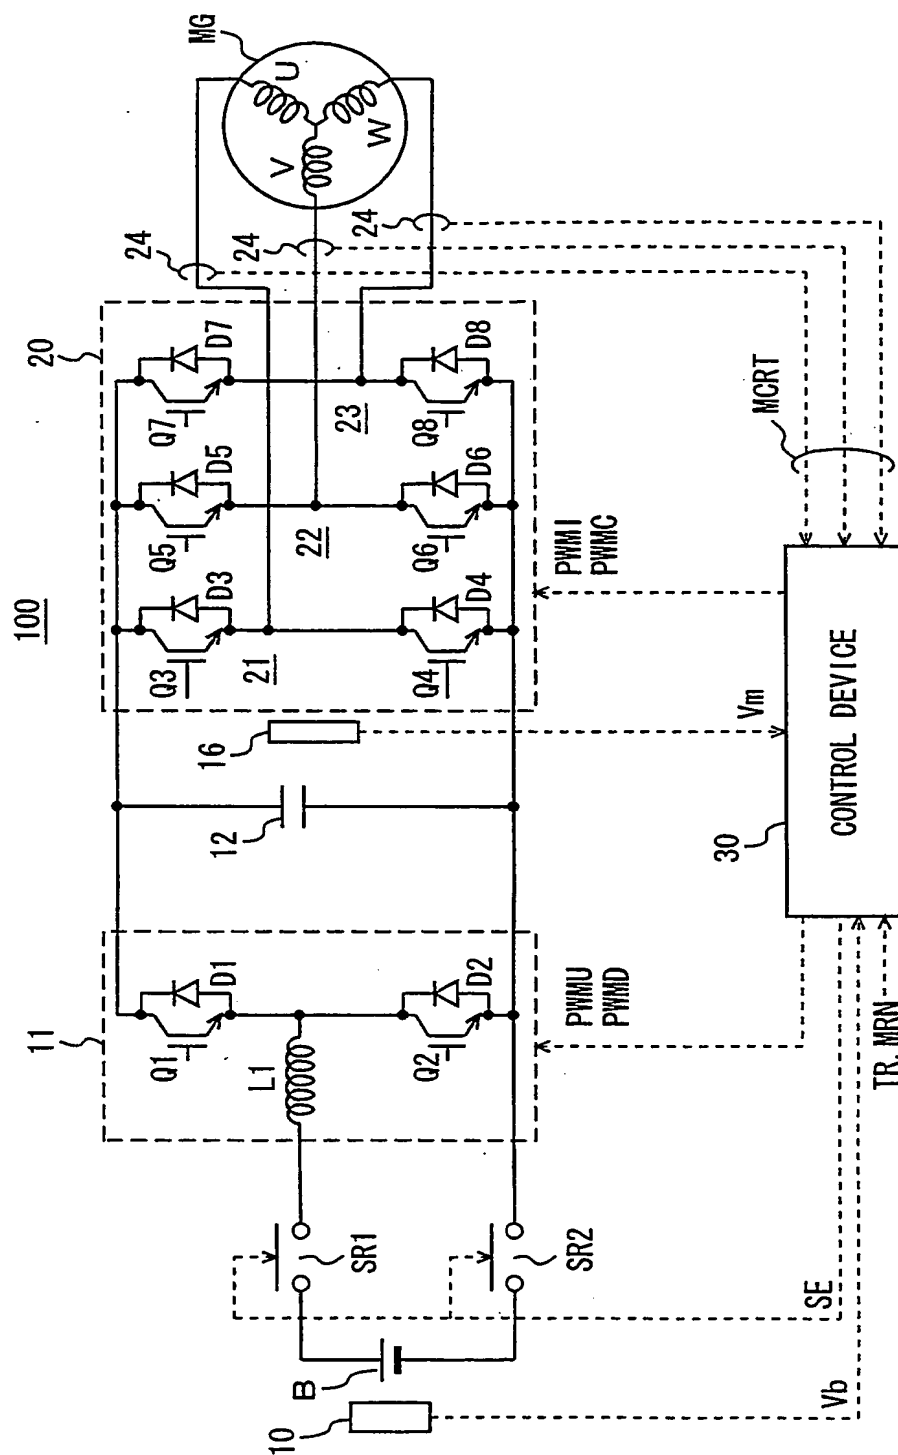 100
11
Q1
D1
L1
Q2
D2
SR1
SR2
B
10
12
16
20
Q3
D3
Q5
D5
Q7
D7
21
22
23
Q4
D4
Q6
D6
Q8
D8
24
24
24
MG
U
V
W
PWMU
PWMD
PWMI
PWMC
MCRT
Vm
30
CONTROL DEVICE
SE
Vb
TR, MRN